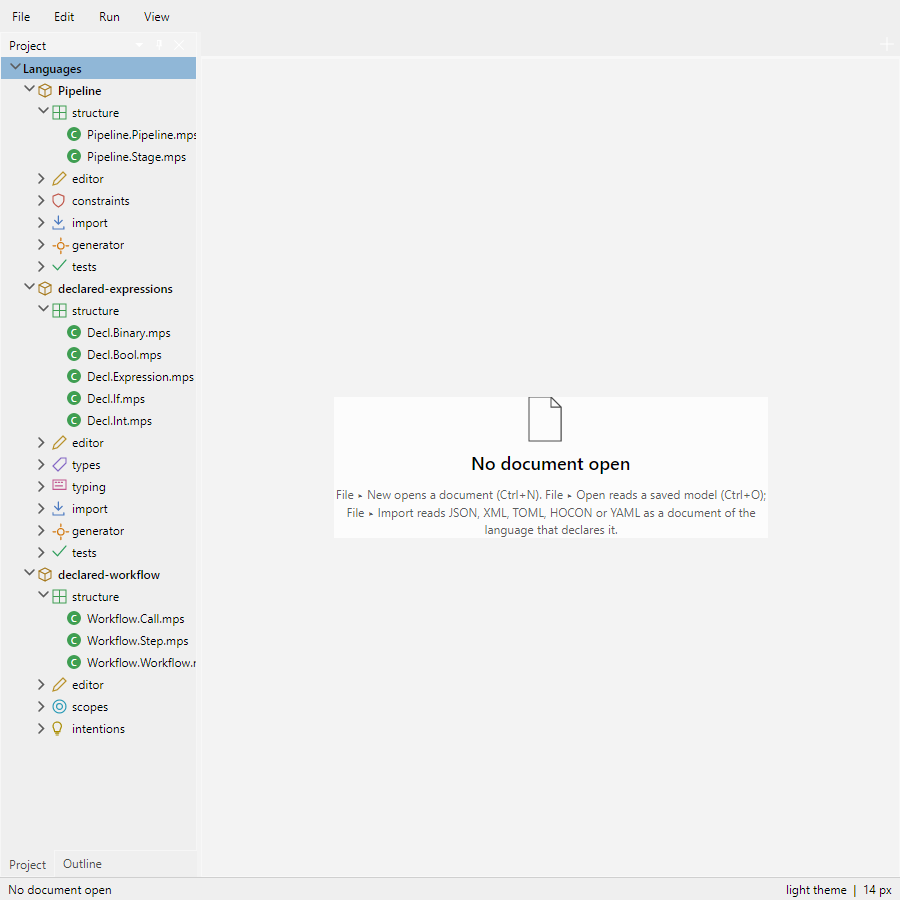 File Edit Run View
Project
Languages
Pipeline
structure
C Pipeline.Pipeline.mps
C Pipeline.Stage.mps
editor
constraints
import
generator
tests
declared-expressions
structure
C Decl.Binary.mps
C Decl.Bool.mps
C Decl.Expression.mps
C Decl.If.mps
C Decl.Int.mps
editor
types
typing
import
generator
tests
declared-workflow
structure
C Workflow.Call.mps
C Workflow.Step.mps
C Workflow.Workflow.
editor
scopes
intentions
No document open
File ▸ New opens a document (Ctrl+N). File ▸ Open reads a saved model (Ctrl+O);
File ▸ Import reads JSON, XML, TOML, HOCON or YAML as a document of the
language that declares it.
Project Outline
No document open
light theme | 14 px